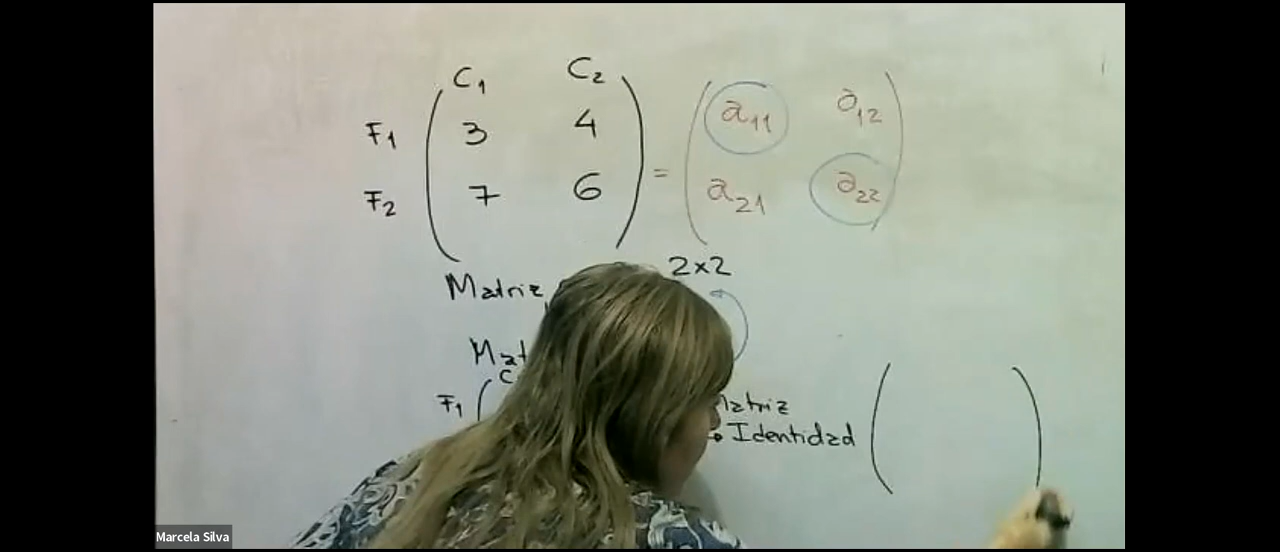 C1 C2
F1 3 4 = a11 a12
F2 7 6 a21 a22
Matriz 2x2
Mat
C
F1 Matriz
Identidad
Marcela Silva